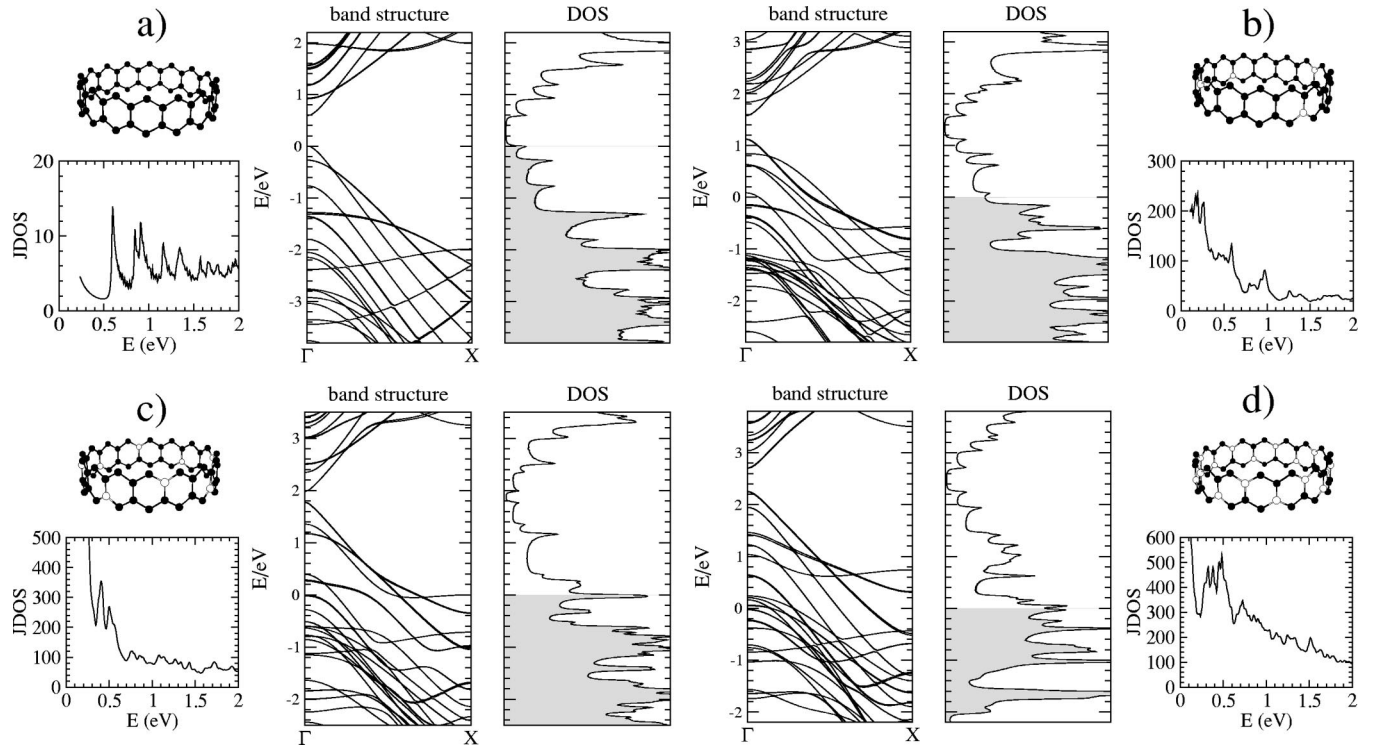 a)
band structure
DOS
band structure
DOS
b)
2
1
0
-1
-2
-3
E/eV
Γ
X
3
2
1
0
-1
-2
E/eV
Γ
X
20
10
0
JDOS
0
0.5
1
1.5
2
E (eV)
300
200
100
0
JDOS
0
0.5
1
1.5
2
E (eV)
c)
band structure
DOS
band structure
DOS
d)
3
2
1
0
-1
-2
E/eV
Γ
X
3
2
1
0
-1
-2
E/eV
Γ
X
500
400
300
200
100
0
JDOS
0
0.5
1
1.5
2
E (eV)
600
500
400
300
200
100
0
JDOS
0
0.5
1
1.5
2
E (eV)